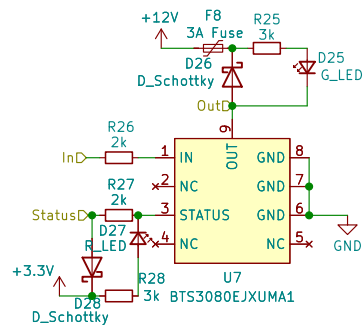 +12V
F8
3A Fuse
R25
3k
D25
G_LED
D26
D_Schottky
Out
9
OUT
R26
2k
In
1
IN
GND
8
2
NC
GND
7
R27
2k
Status
3
STATUS
GND
6
D27
R_LED
4
NC
NC
5
GND
+3.3V
R28
3k
D28
D_Schottky
U7
BTS3080EJXUMA1